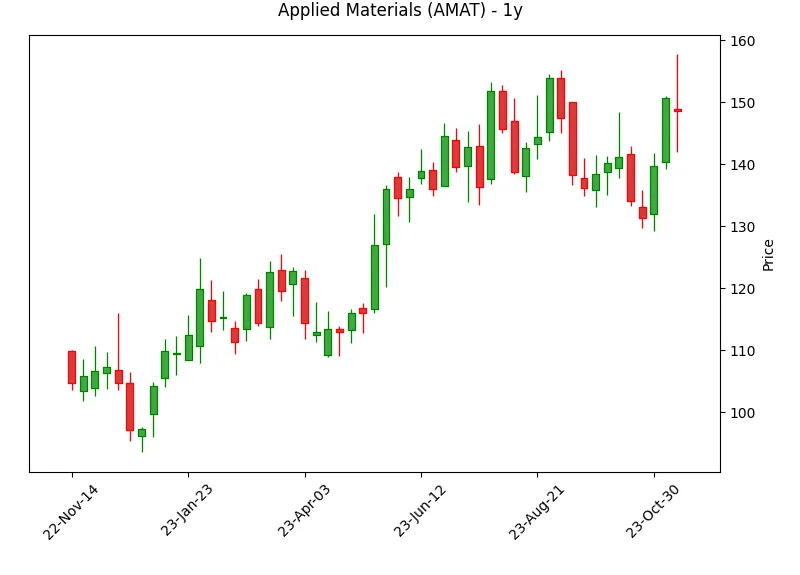 Applied Materials (AMAT) - 1y
160
150
140
130
120
110
100
Price
22-Nov-14
23-Jan-23
23-Apr-03
23-Jun-12
23-Aug-21
23-Oct-30